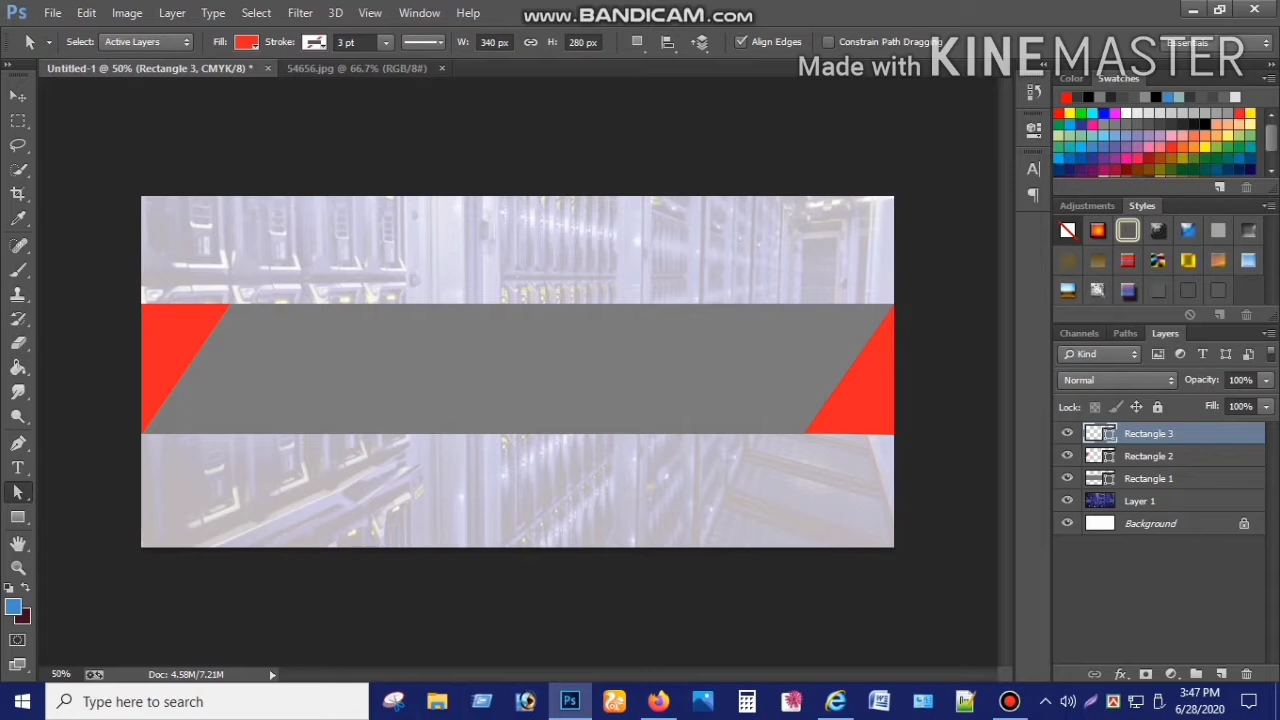 www.BANDICAM.com
Ps File Edit Image Layer Type Select Filter 3D View Window Help
Select: Active Layers Fill: Stroke: 3 pt W: 340 px H: 280 px Align Edges Constrain Path Dragging Essentials
Made with KINEMASTER
Untitled-1 @ 50% (Rectangle 3, CMYK/8) * × 54656.jpg @ 66.7% (RGB/8#) ×
Color Swatches
Adjustments Styles
Channels Paths Layers
Kind
Normal Opacity: 100%
Lock: Fill: 100%
Rectangle 3
Rectangle 2
Rectangle 1
Layer 1
Background
50% Doc: 4.58M/7.21M
Type here to search
3:47 PM
6/28/2020